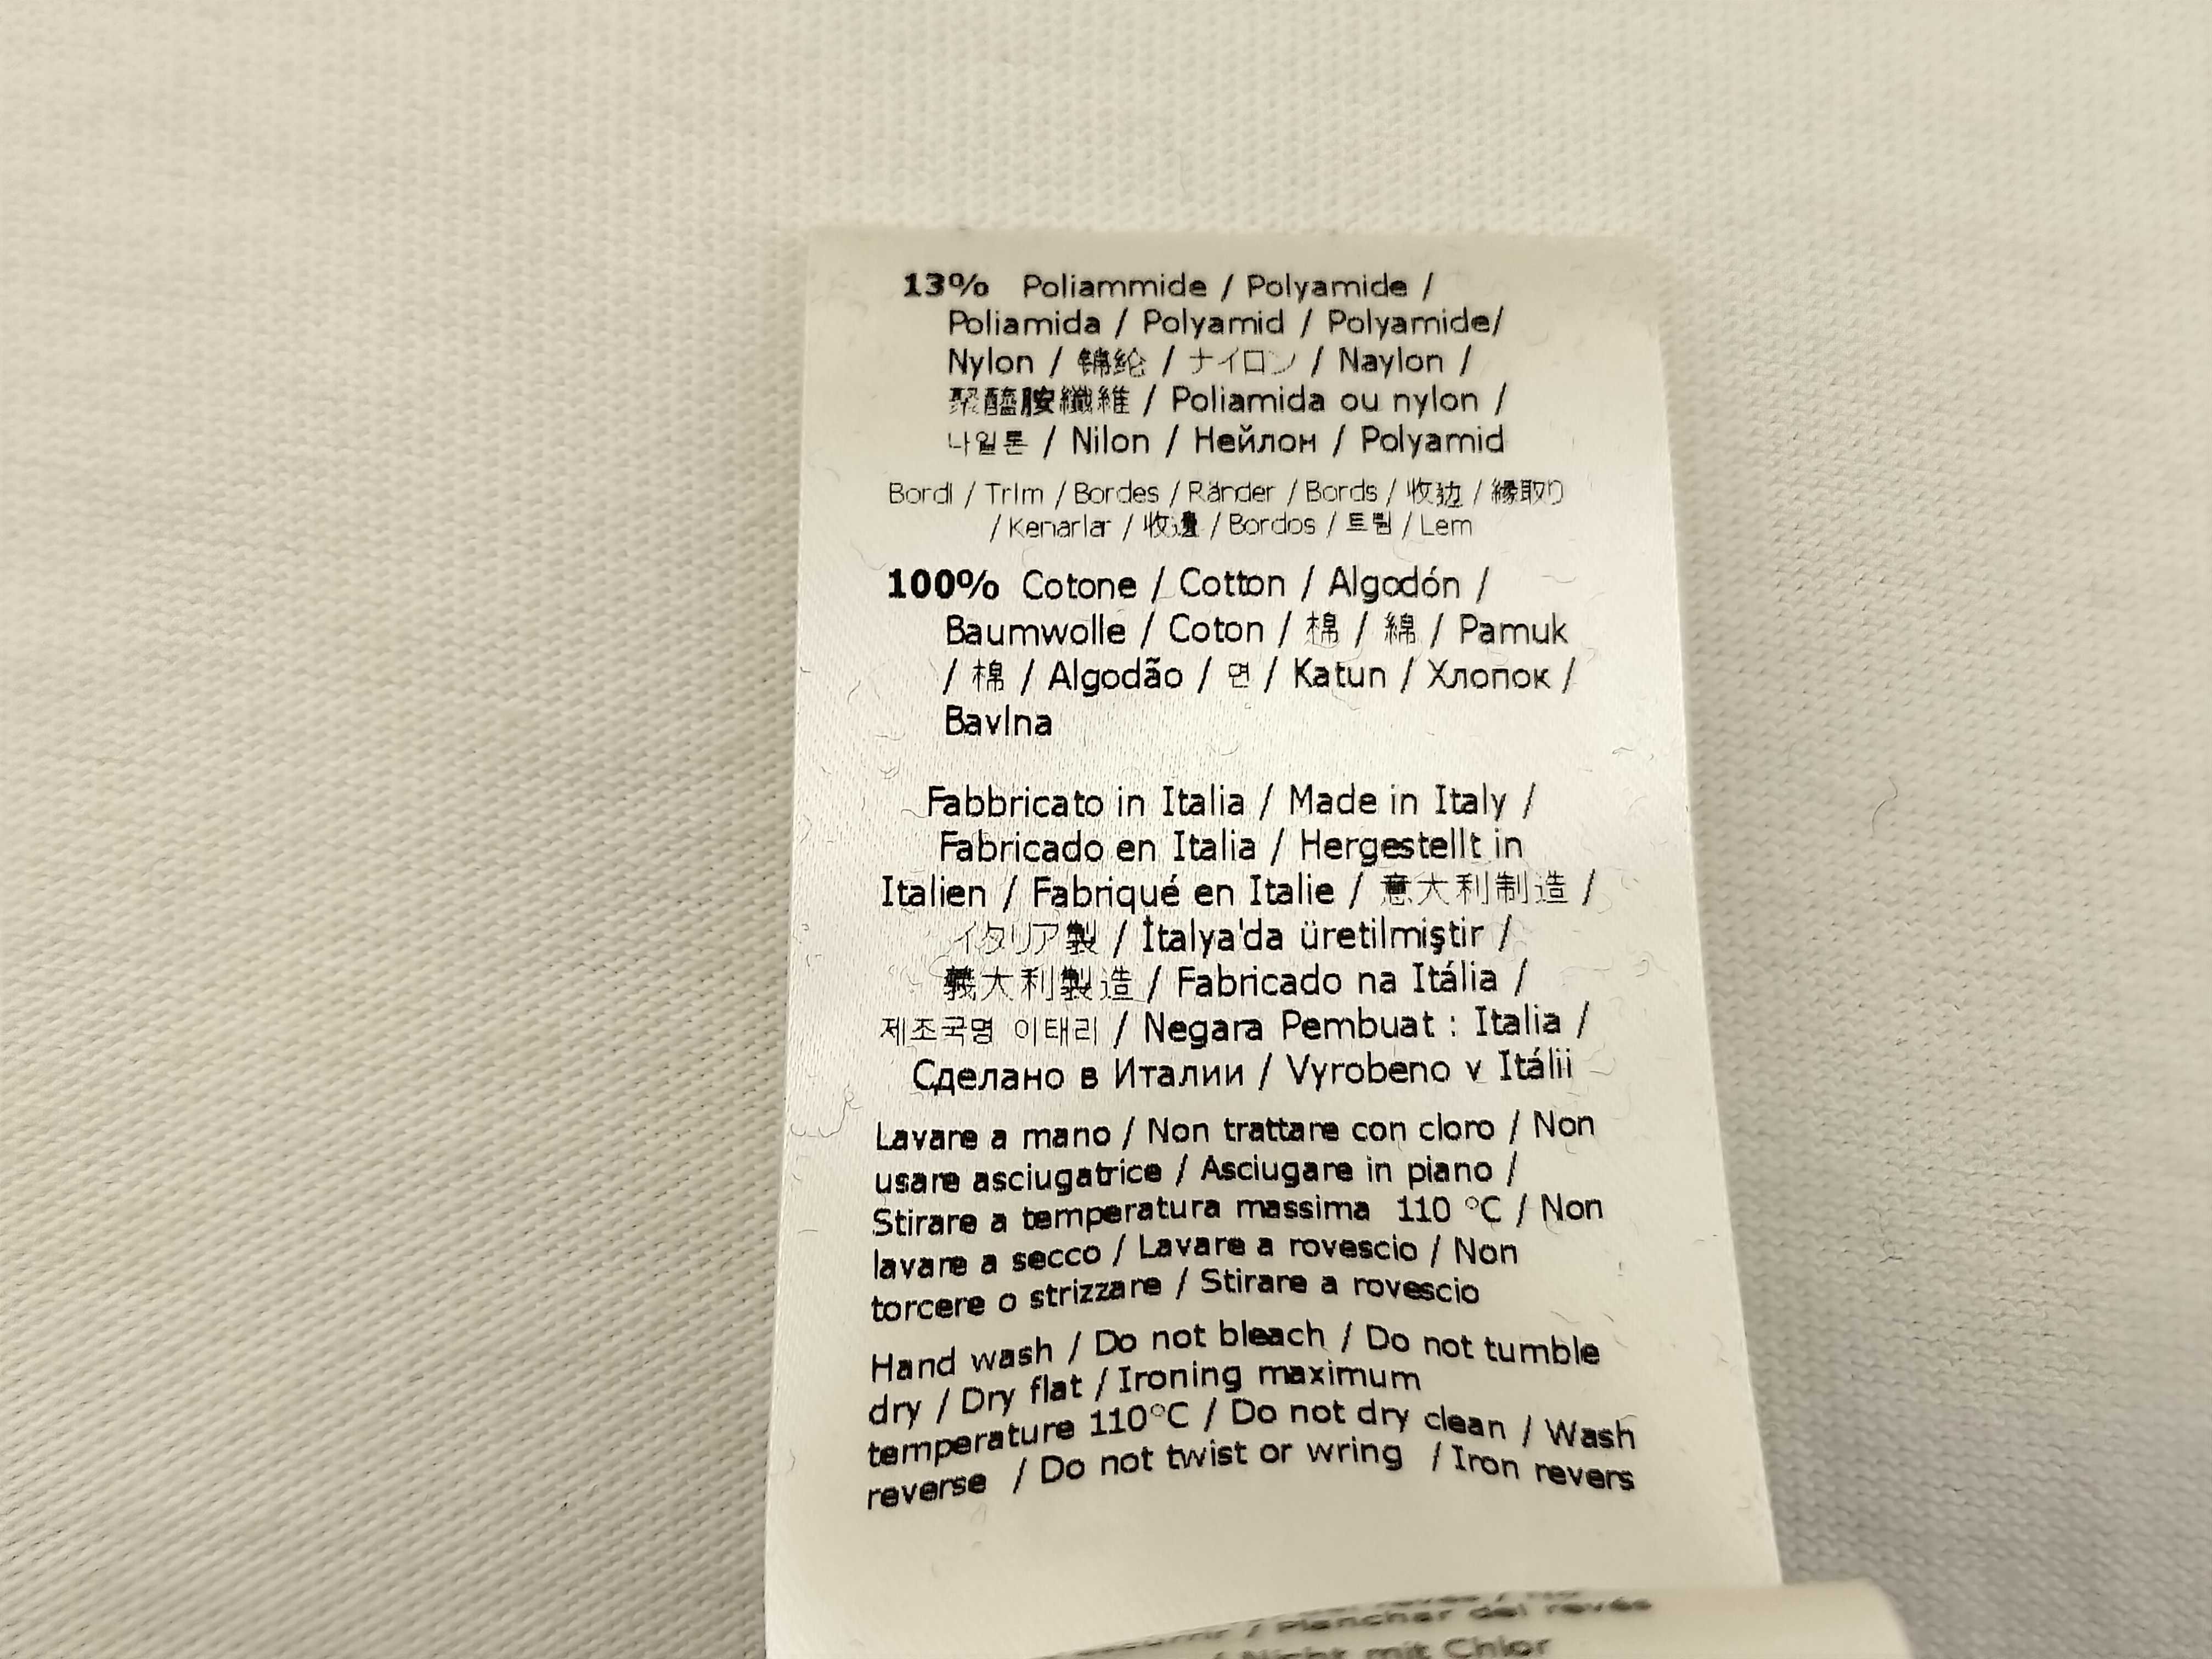 13% Poliammide / Polyamide /
Poliamida / Polyamid / Polyamide/
Nylon / 锦纶 / ナイロン / Naylon /
聚醯胺纖維 / Poliamida ou nylon /
나일론 / Nilon / Нейлон / Polyamid
Bordi / Trim / Bordes / Ränder / Bords / 收边 / 縁取り
/ Kenarlar / 收邊 / Bordos / 트림 / Lem
100% Cotone / Cotton / Algodón /
Baumwolle / Coton / 棉 / 綿 / Pamuk
/ 棉 / Algodão / 면 / Katun / Хлопок /
Bavlna
Fabbricato in Italia / Made in Italy /
Fabricado en Italia / Hergestellt in
Italien / Fabriqué en Italie / 意大利制造 /
イタリア製 / İtalya'da üretilmiştir /
義大利製造 / Fabricado na Itália /
제조국명 이태리 / Negara Pembuat : Italia /
Сделано в Италии / Vyrobeno v Itálii
Lavare a mano / Non trattare con cloro / Non
usare asciugatrice / Asciugare in piano /
Stirare a temperatura massima 110 °C / Non
lavare a secco / Lavare a rovescio / Non
torcere o strizzare / Stirare a rovescio
Hand wash / Do not bleach / Do not tumble
dry / Dry flat / Ironing maximum
temperature 110°C / Do not dry clean / Wash
reverse / Do not twist or wring / Iron revers
/ Planchar del revés
/ Nicht mit Chlor